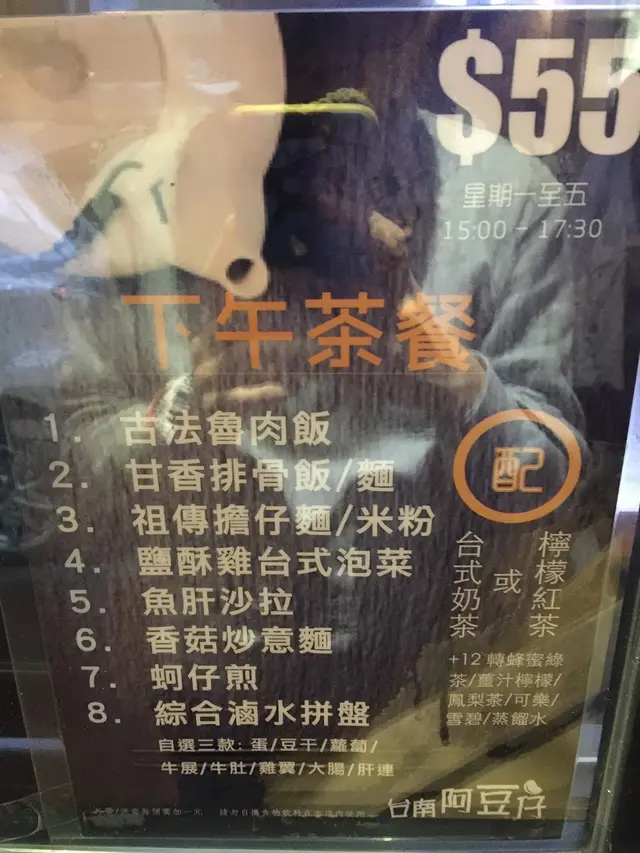 $55
星期一至五
15:00 - 17:30
下午茶餐
1. 古法魯肉飯
2. 甘香排骨飯/麵
3. 祖傳擔仔麵/米粉
4. 鹽酥雞台式泡菜
5. 魚肝沙拉
6. 香菇炒意麵
7. 蚵仔煎
8. 綜合滷水拼盤
自選三款: 蛋/豆干/蘿蔔/
牛展/牛肚/雞翼/大腸/肝連
配
檸檬紅茶
或
台式奶茶
+12 轉蜂蜜綠
茶/薑汁檸檬/
鳳梨茶/可樂/
雪碧/蒸餾水
台南 阿豆仔